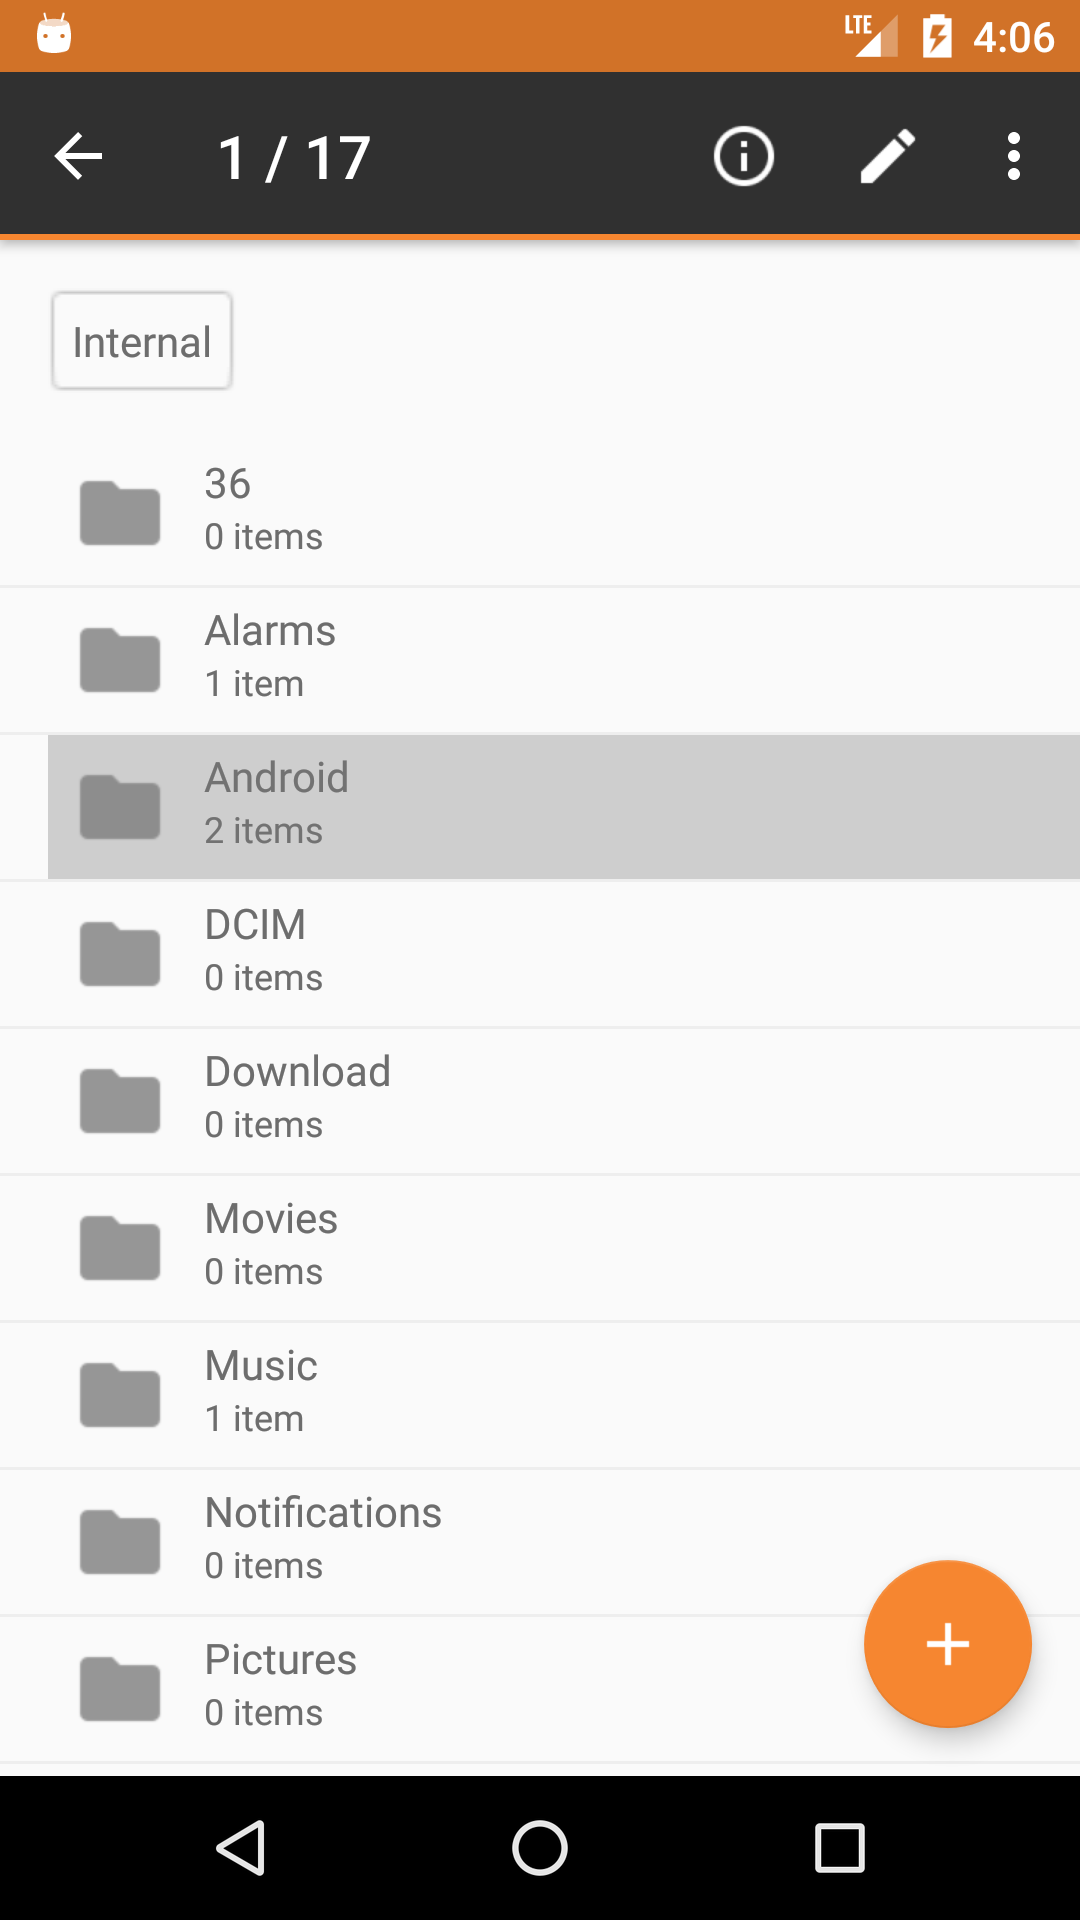 LTE 4:06
1 / 17
Internal
36
0 items
Alarms
1 item
Android
2 items
DCIM
0 items
Download
0 items
Movies
0 items
Music
1 item
Notifications
0 items
Pictures
0 items